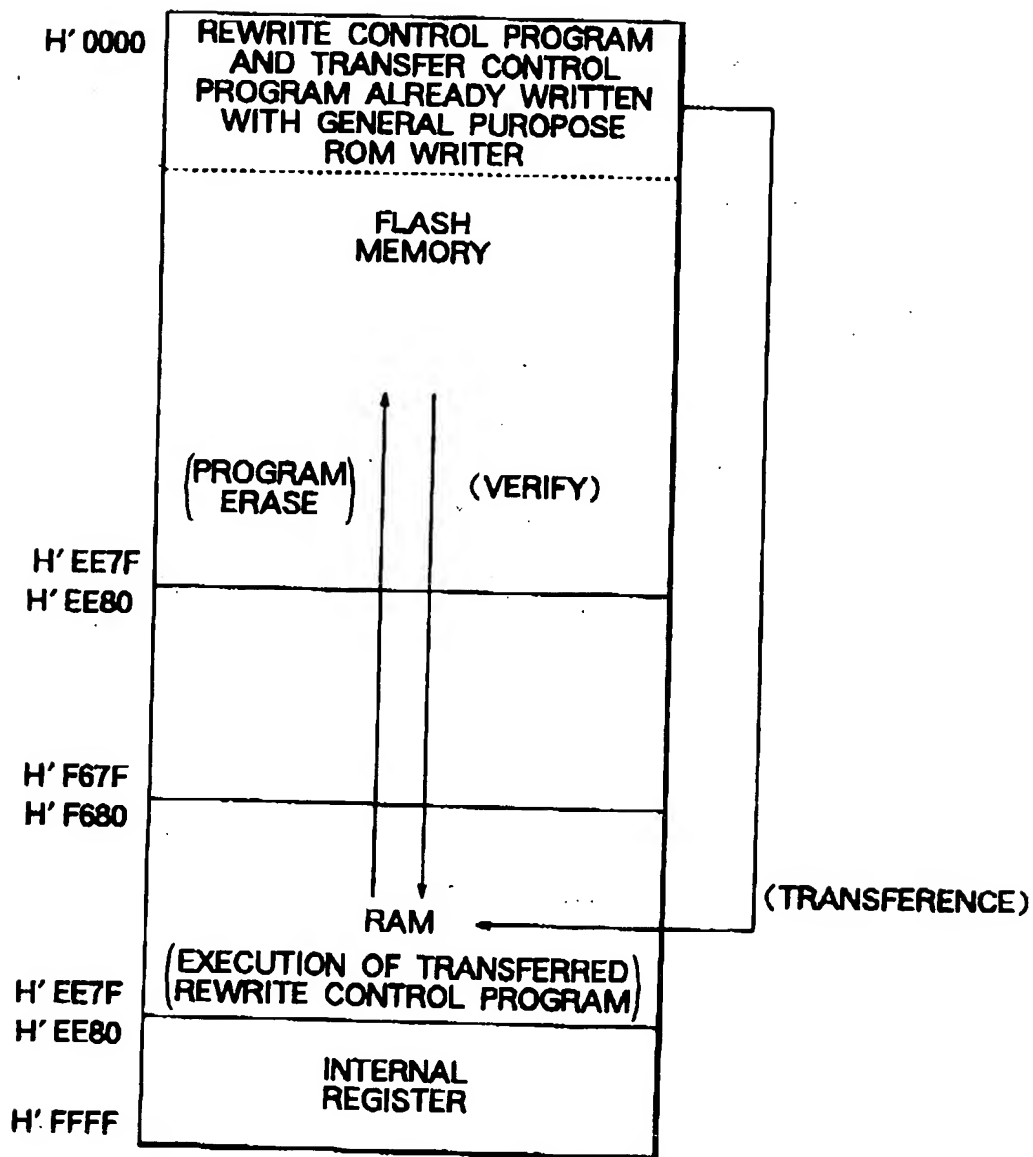 H' 0000
REWRITE CONTROL PROGRAM
AND TRANSFER CONTROL
PROGRAM ALREADY WRITTEN
WITH GENERAL PUROPOSE
ROM WRITER
FLASH
MEMORY
(PROGRAM
ERASE)
(VERIFY)
H' EE7F
H' EE80
H' F67F
H' F680
RAM
(TRANSFERENCE)
(EXECUTION OF TRANSFERRED
REWRITE CONTROL PROGRAM)
H' EE7F
H' EE80
INTERNAL
REGISTER
H' FFFF